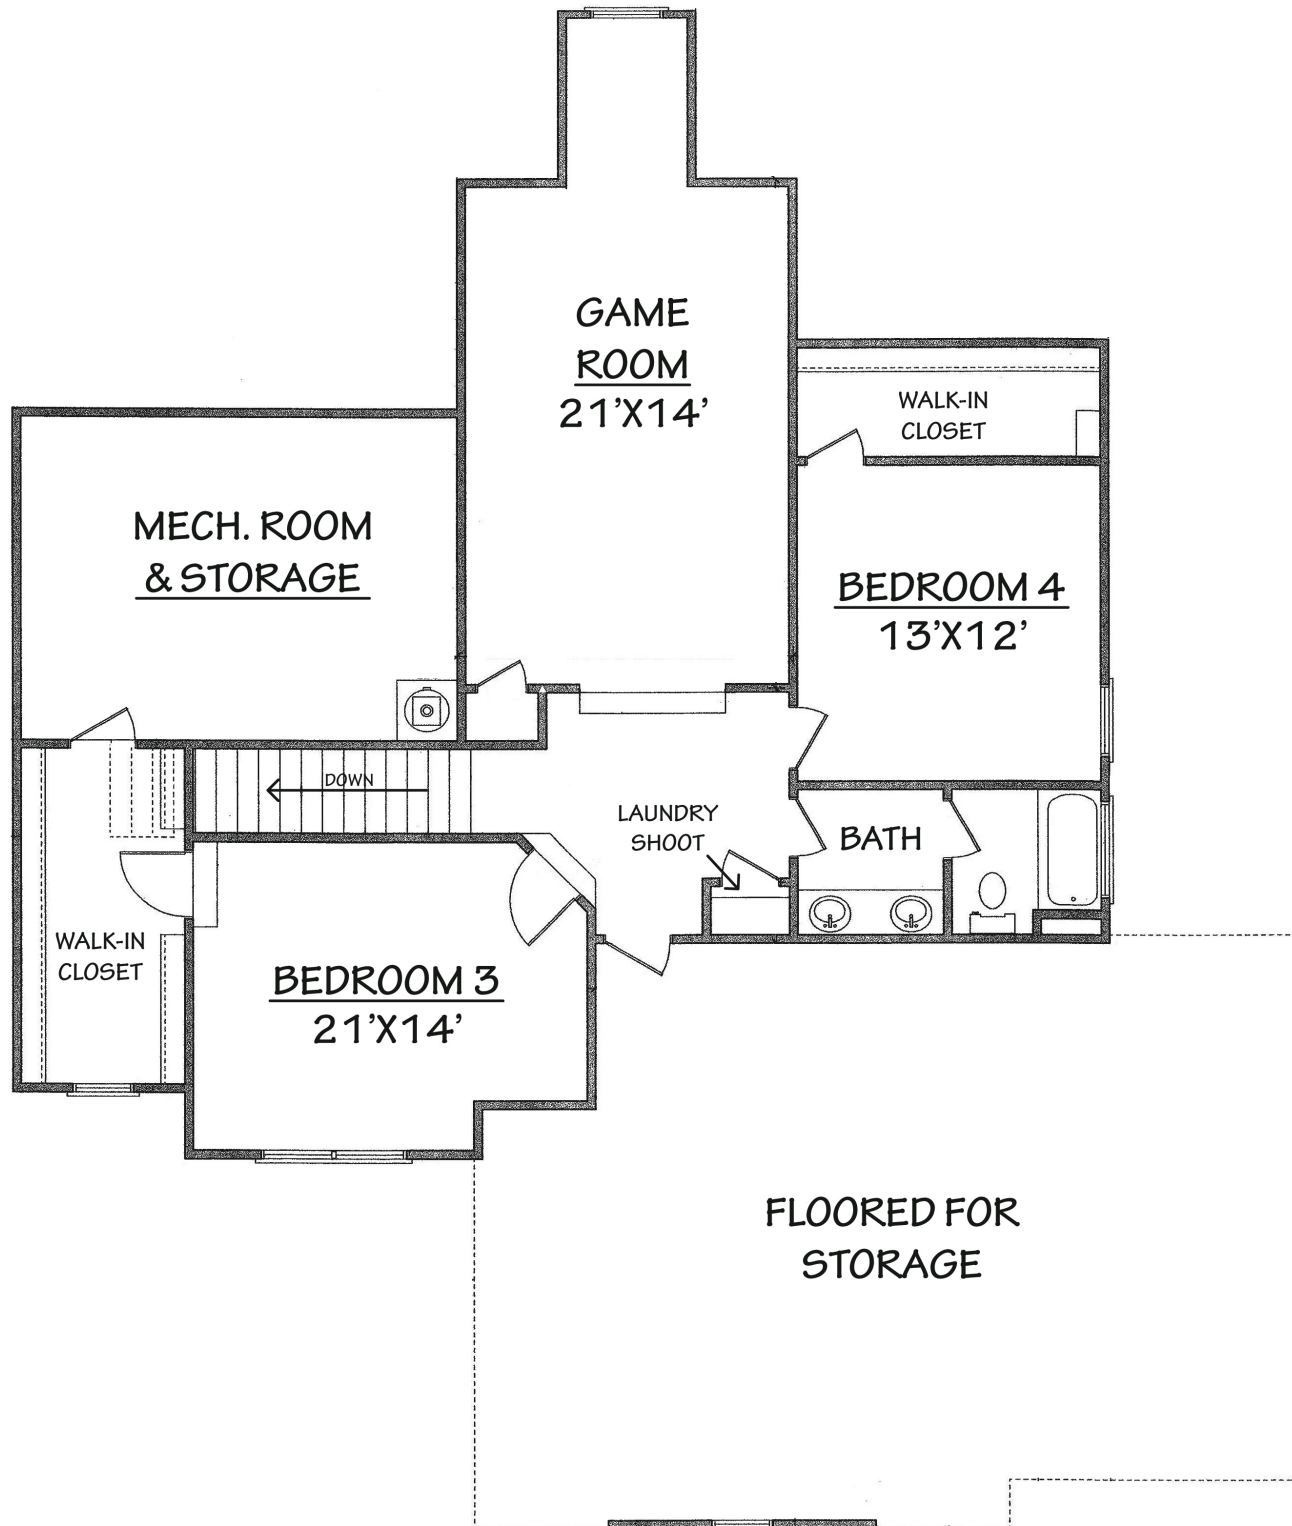 GAME
ROOM
21'X14'
WALK-IN
CLOSET
MECH. ROOM
& STORAGE
BEDROOM 4
13'X12'
DOWN
LAUNDRY
SHOOT
BATH
WALK-IN
CLOSET
BEDROOM 3
21'X14'
FLOORED FOR
STORAGE